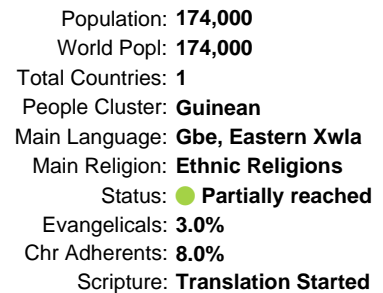 Population: 174,000
World Popl: 174,000
Total Countries: 1
People Cluster: Guinean
Main Language: Gbe, Eastern Xwla
Main Religion: Ethnic Religions
Status: Partially reached
Evangelicals: 3.0%
Chr Adherents: 8.0%
Scripture: Translation Started